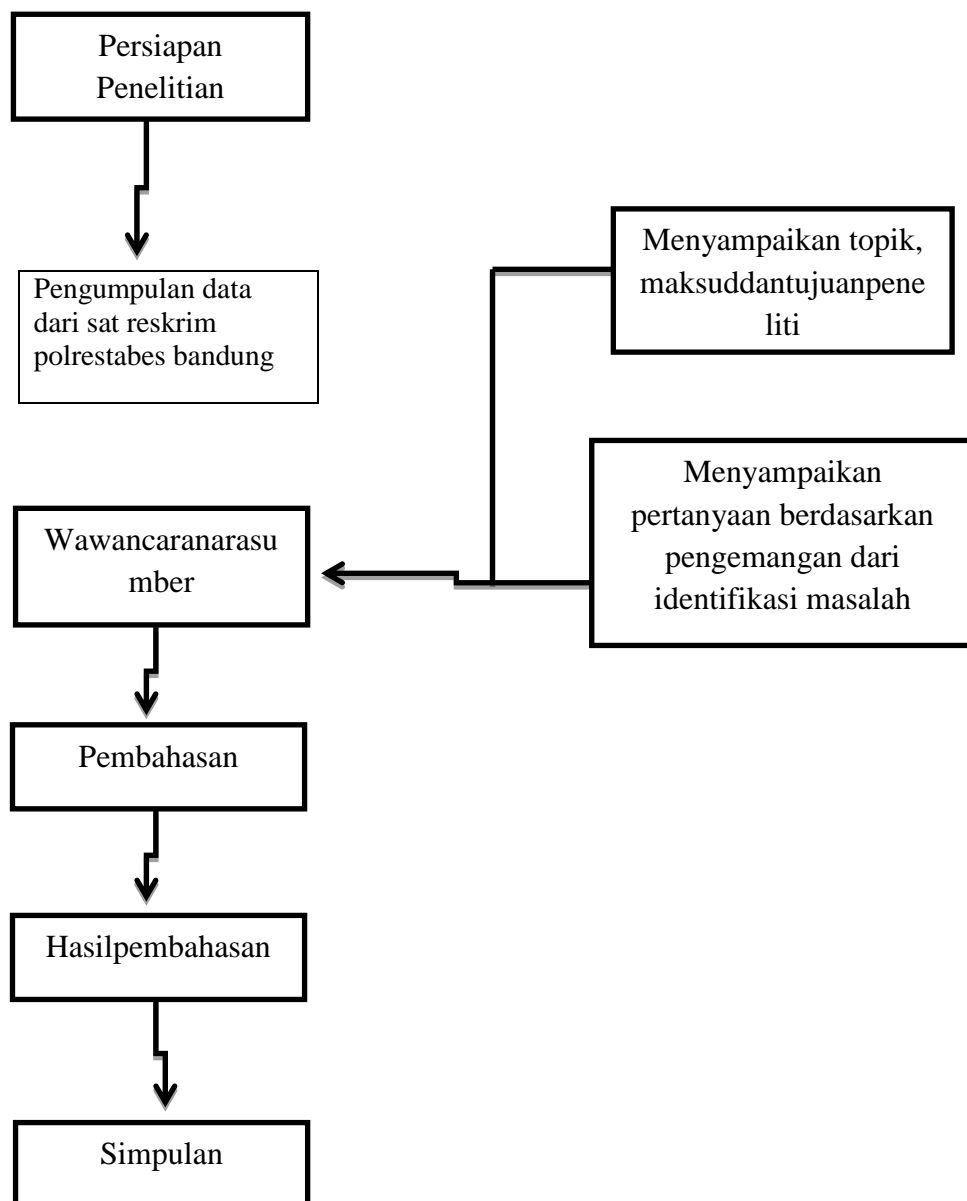 Persiapan
Penelitian
Pengumpulan data
dari sat reskrim
polrestabes bandung
Menyampaikan topik,
maksuddantujuanpene
liti
Menyampaikan
pertanyaan berdasarkan
pengemangan dari
identifikasi masalah
Wawancaranarasu
mber
Pembahasan
Hasilpembahasan
Simpulan